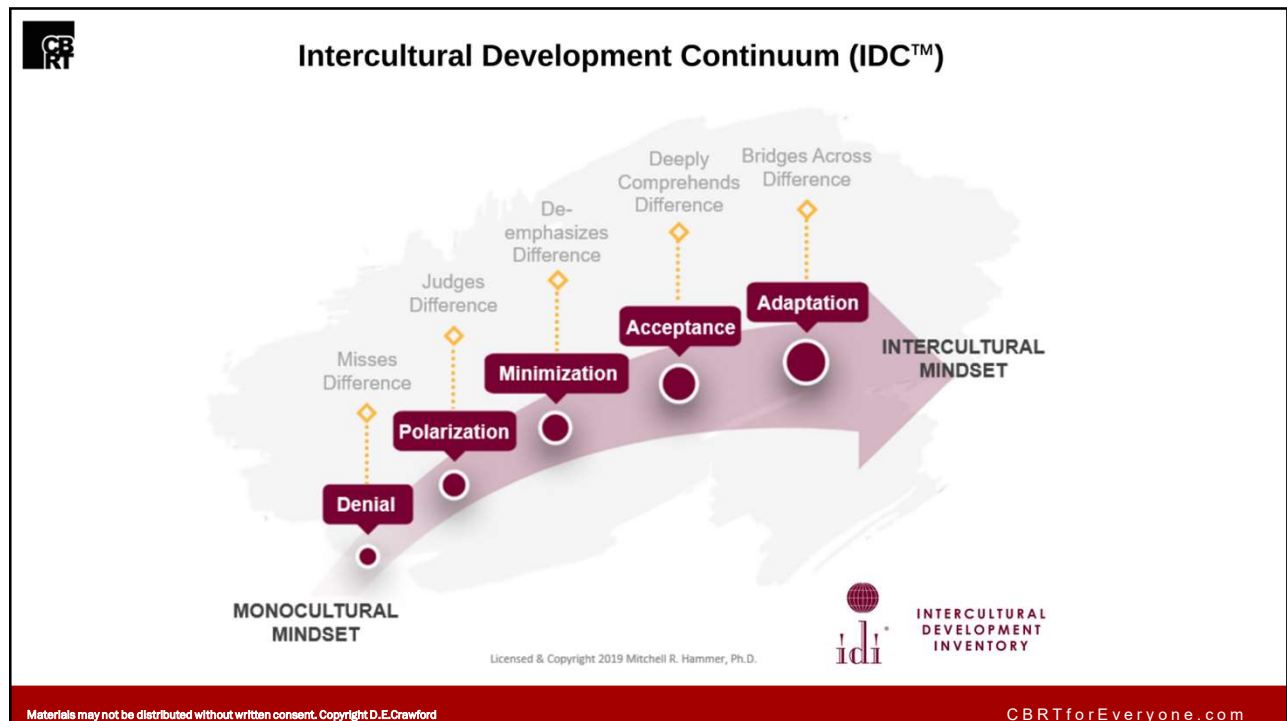 CB
RT
Intercultural Development Continuum (IDC™)
Misses
Difference
Judges
Difference
De-
emphasizes
Difference
Deeply
Comprehends
Difference
Bridges Across
Difference
Denial
Polarization
Minimization
Acceptance
Adaptation
MONOCULTURAL
MINDSET
INTERCULTURAL
MINDSET
idi®
INTERCULTURAL
DEVELOPMENT
INVENTORY
Licensed & Copyright 2019 Mitchell R. Hammer, Ph.D.
Materials may not be distributed without written consent. Copyright D.E.Crawford
CBRTforEveryone.com